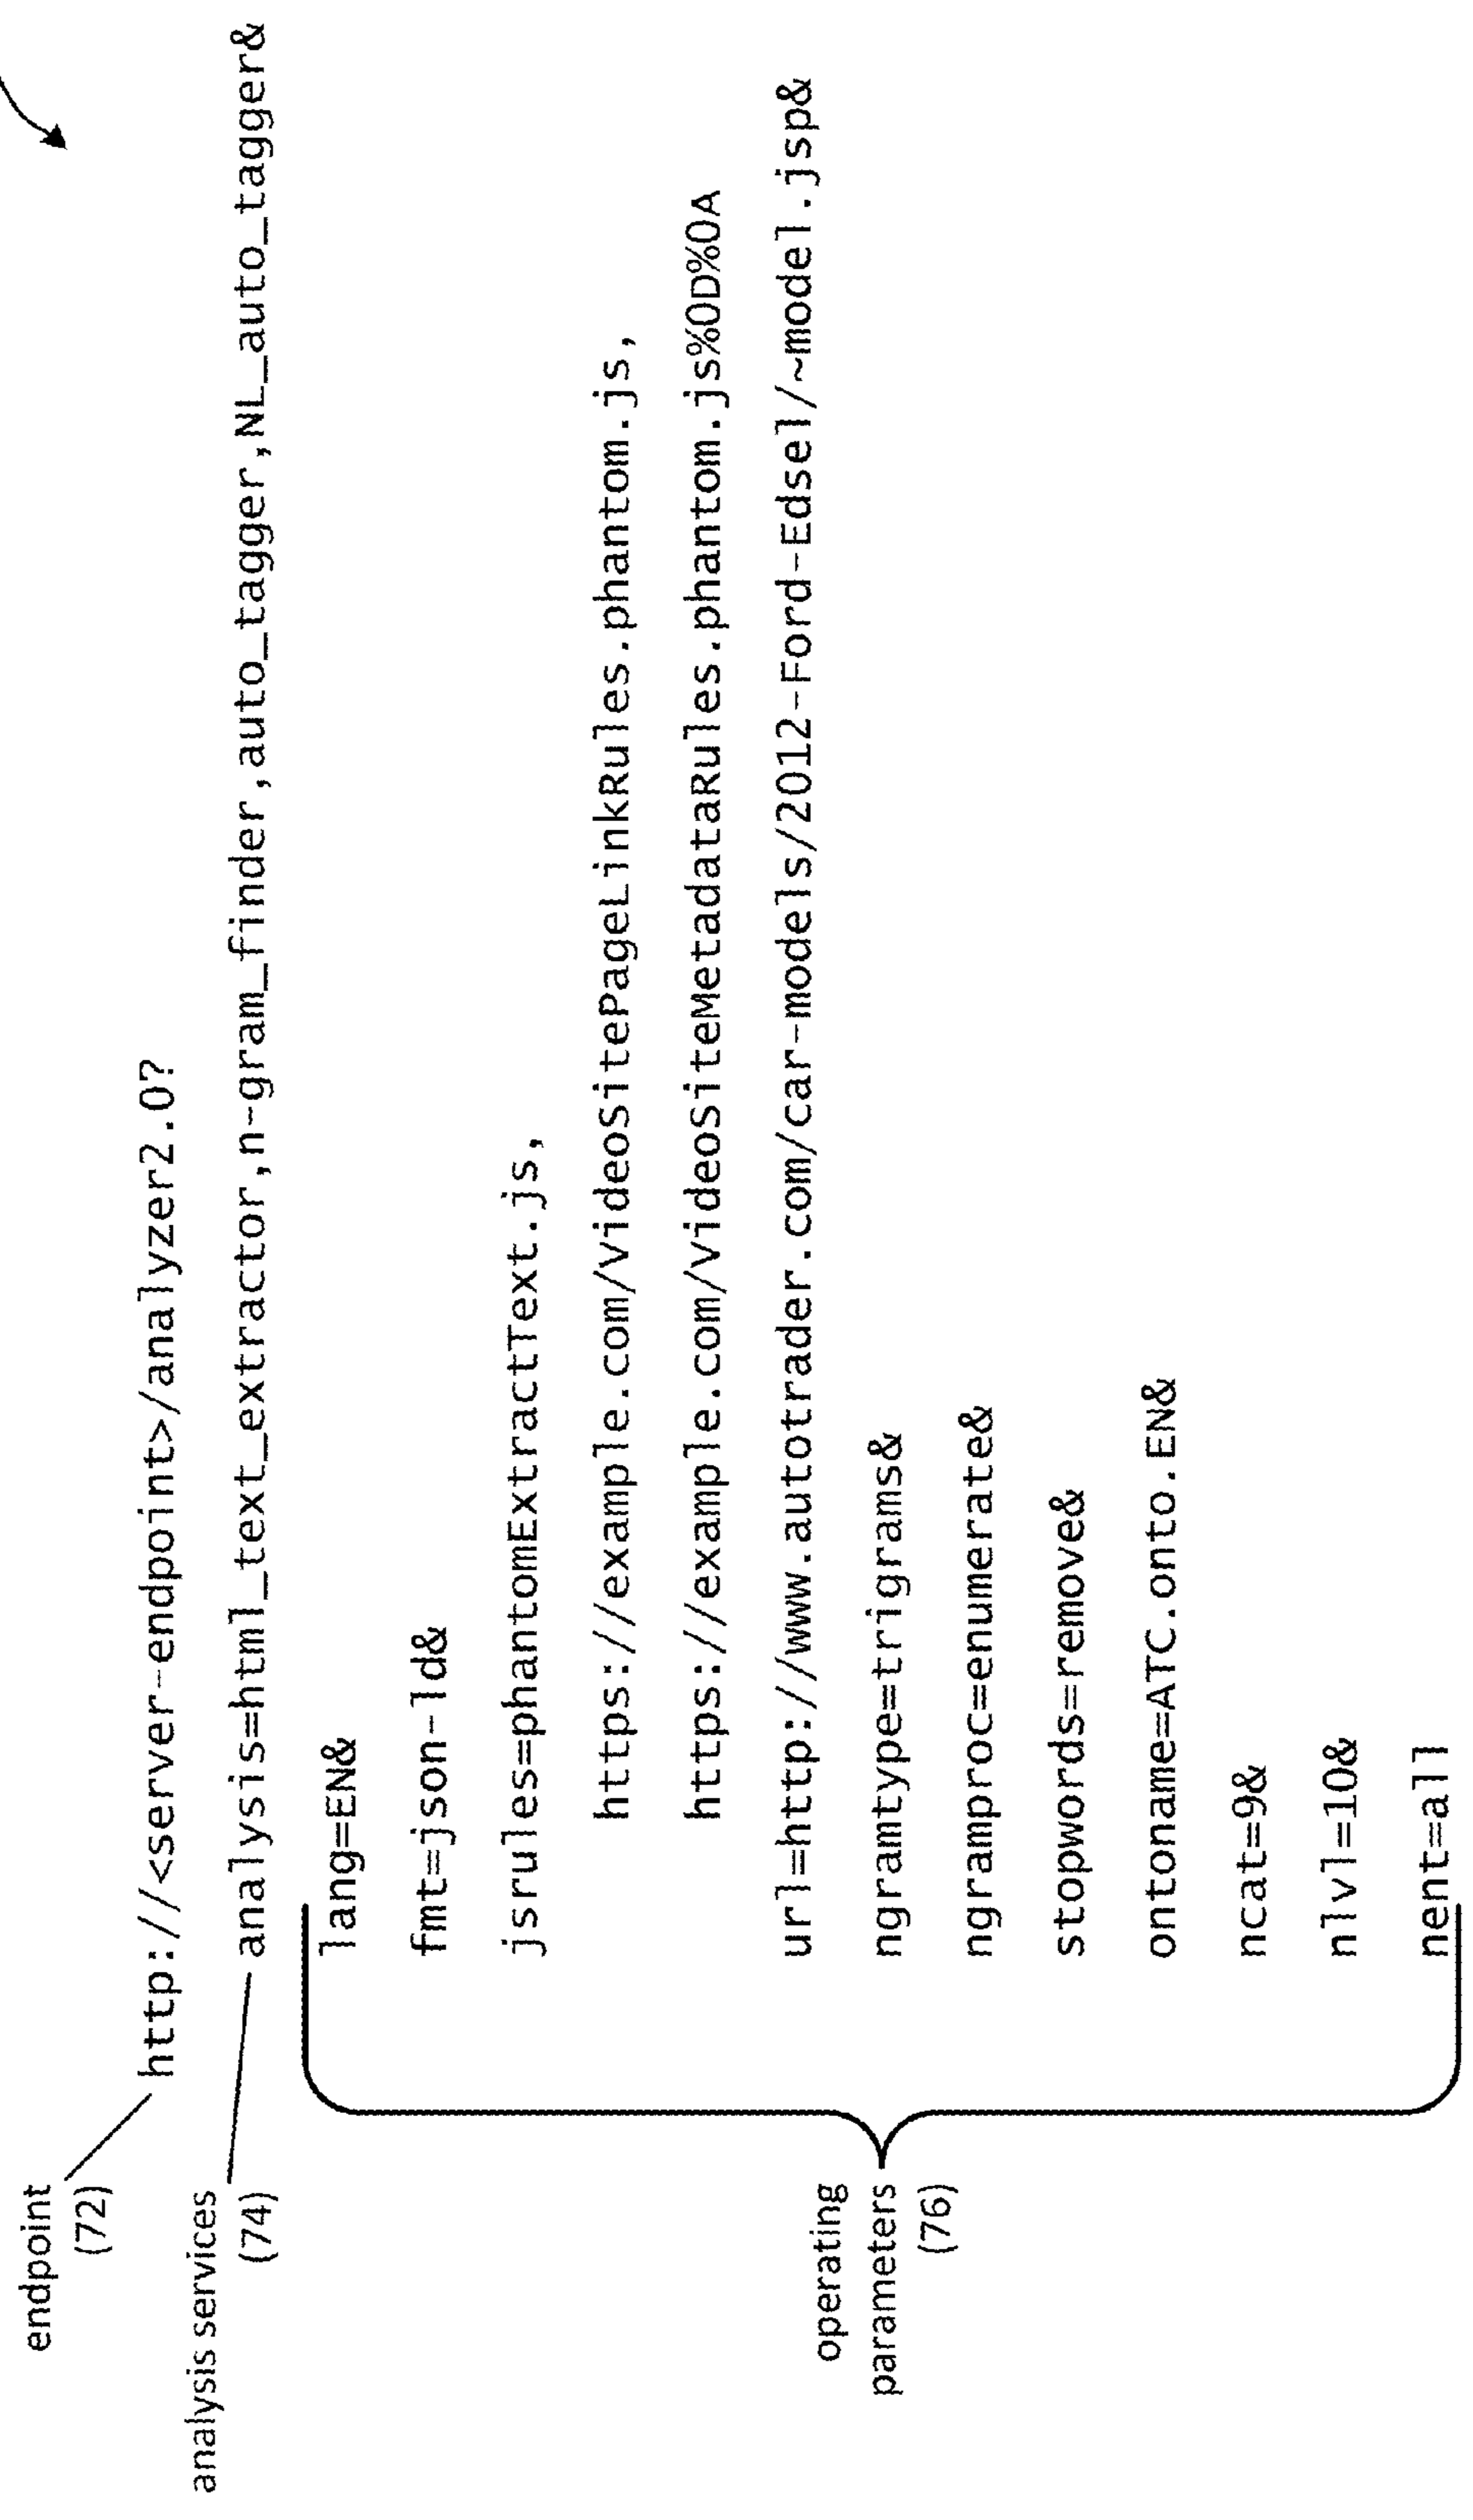 endpoint
(72)
http://<server-endpoint>/analyzer2.0?
analysis services
(74)
analysis=html_text_extractor,n-gram_finder,auto_tagger,NL_auto_tagger&
lang=EN&
fmt=json-ld&
jsrules=phantomExtractText.js,
https://example.com/videoSitePageLinkRules.phantom.js,
https://example.com/videoSiteMetadataRules.phantom.js%0D%0A
url=http://www.autotrader.com/car-models/2012-Ford-Edsel/~model.jsp&
operating
parameters
(76)
ngramtype=trigrams&
ngramproc=enumerate&
stopwords=remove&
ontoname=ATC.onto.EN&
ncat=9&
nlvl=10&
nent=all